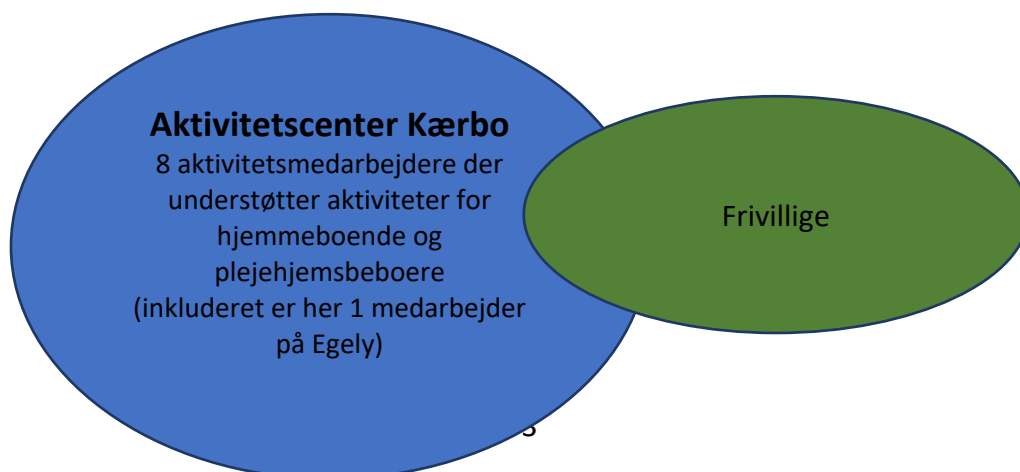 Aktivitetscenter Kærbo
8 aktivitetsmedarbejdere der
understøtter aktiviteter for
hjemmeboende og
plejehjemsbeboere
(inkluderet er her 1 medarbejder
på Egely)
Frivillige